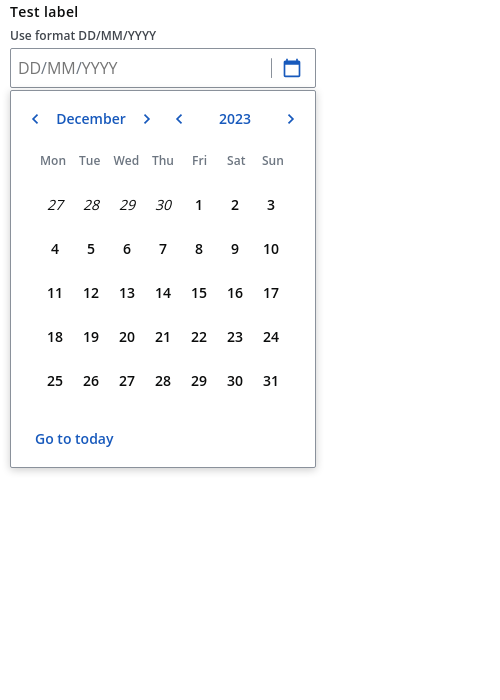 Test label
Use format DD/MM/YYYY
DD/MM/YYYY
December 2023
Mon Tue Wed Thu Fri Sat Sun
27 28 29 30 1 2 3
4 5 6 7 8 9 10
11 12 13 14 15 16 17
18 19 20 21 22 23 24
25 26 27 28 29 30 31
Go to today